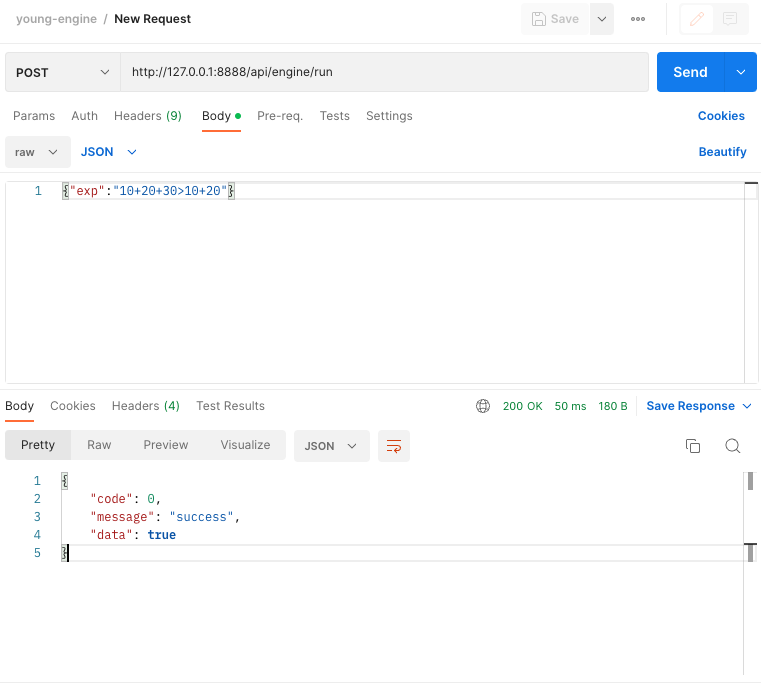 young-engine / New Request
Save
POST
http://127.0.0.1:8888/api/engine/run
Send
Params Auth Headers (9) Body Pre-req. Tests Settings Cookies
raw JSON Beautify
1 {"exp":"10+20+30>10+20"}
Body Cookies Headers (4) Test Results 200 OK 50 ms 180 B Save Response
Pretty Raw Preview Visualize JSON
1 {
2 "code": 0,
3 "message": "success",
4 "data": true
5 }